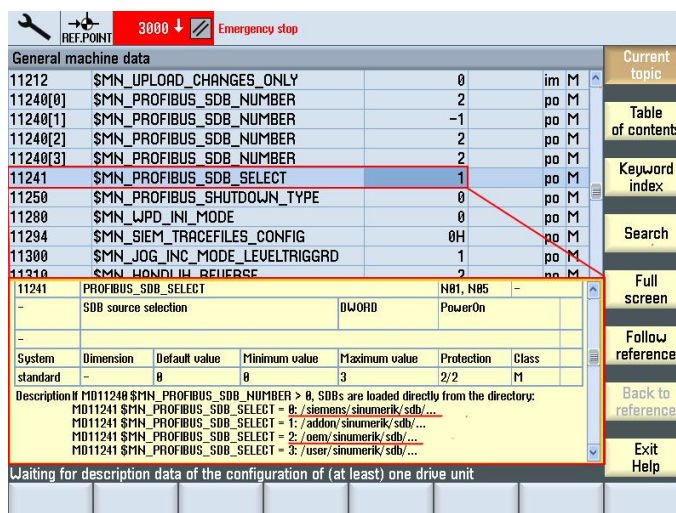 REF.POINT
3000 ↓ Emergency stop
General machine data
11212 $MN_UPLOAD_CHANGES_ONLY 0 im M
11240[0] $MN_PROFIBUS_SDB_NUMBER 2 po M
11240[1] $MN_PROFIBUS_SDB_NUMBER -1 po M
11240[2] $MN_PROFIBUS_SDB_NUMBER 2 po M
11240[3] $MN_PROFIBUS_SDB_NUMBER 2 po M
11241 $MN_PROFIBUS_SDB_SELECT 1 po M
11250 $MN_PROFIBUS_SHUTDOWN_TYPE 0 po M
11280 $MN_WPD_INI_MODE 0 po M
11294 $MN_SIEM_TRACEFILES_CONFIG 0H po M
11300 $MN_JOG_INC_MODE_LEVELTRIGGRD 1 po M
11310 $MN_HANDWH_REVERSE 2 po M
11241 PROFIBUS_SDB_SELECT N01, N05 -
- SDB source selection DWORD PowerOn
-
System Dimension Default value Minimum value Maximum value Protection Class
standard - 0 0 3 2/2 M
Description If MD11240 $MN_PROFIBUS_SDB_NUMBER > 0, SDBs are loaded directly from the directory:
MD11241 $MN_PROFIBUS_SDB_SELECT = 0: /siemens/sinumerik/sdb/...
MD11241 $MN_PROFIBUS_SDB_SELECT = 1: /addon/sinumerik/sdb/...
MD11241 $MN_PROFIBUS_SDB_SELECT = 2: /oem/sinumerik/sdb/...
MD11241 $MN_PROFIBUS_SDB_SELECT = 3: /user/sinumerik/sdb/...
Waiting for description data of the configuration of (at least) one drive unit
Current
topic
Table
of contents
Keyword
index
Search
Full
screen
Follow
reference
Back to
reference
Exit
Help